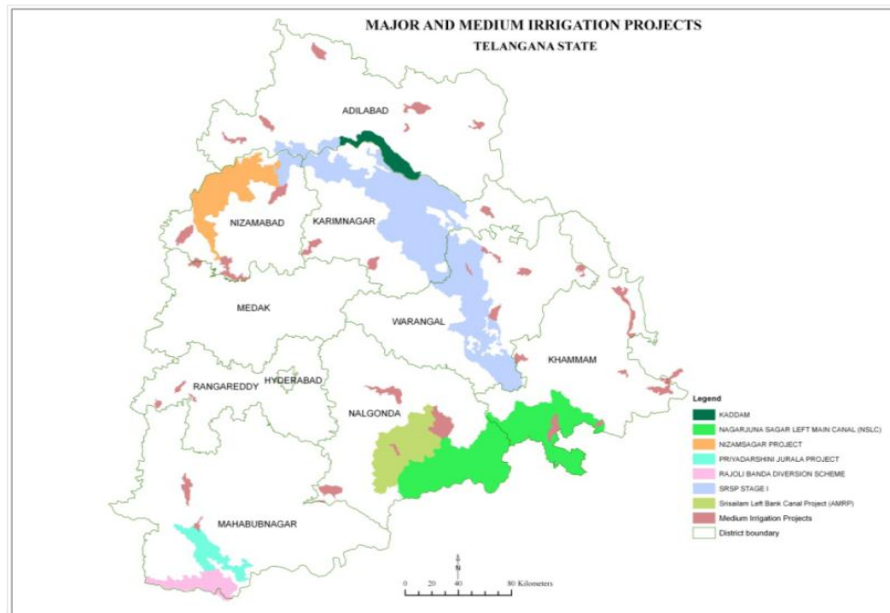 MAJOR AND MEDIUM IRRIGATION PROJECTS
TELANGANA STATE
ADILABAD
NIZAMABAD
KARIMNAGAR
MEDAK
WARANGAL
KHAMMAM
RANGAREDDY
HYDERABAD
NALGONDA
MAHABUBNAGAR
Legend
KADDAM
NAGARJUNA SAGAR LEFT MAIN CANAL (NSLC)
NIZAMSAGAR PROJECT
PRIYADARSHINI JURALA PROJECT
RAJOLI BANDA DIVERSION SCHEME
SRSP STAGE I
Srisailam Left Bank Canal Project (AMRP)
Medium Irrigation Projects
District boundary
N
0 20 40 80 Kilometers